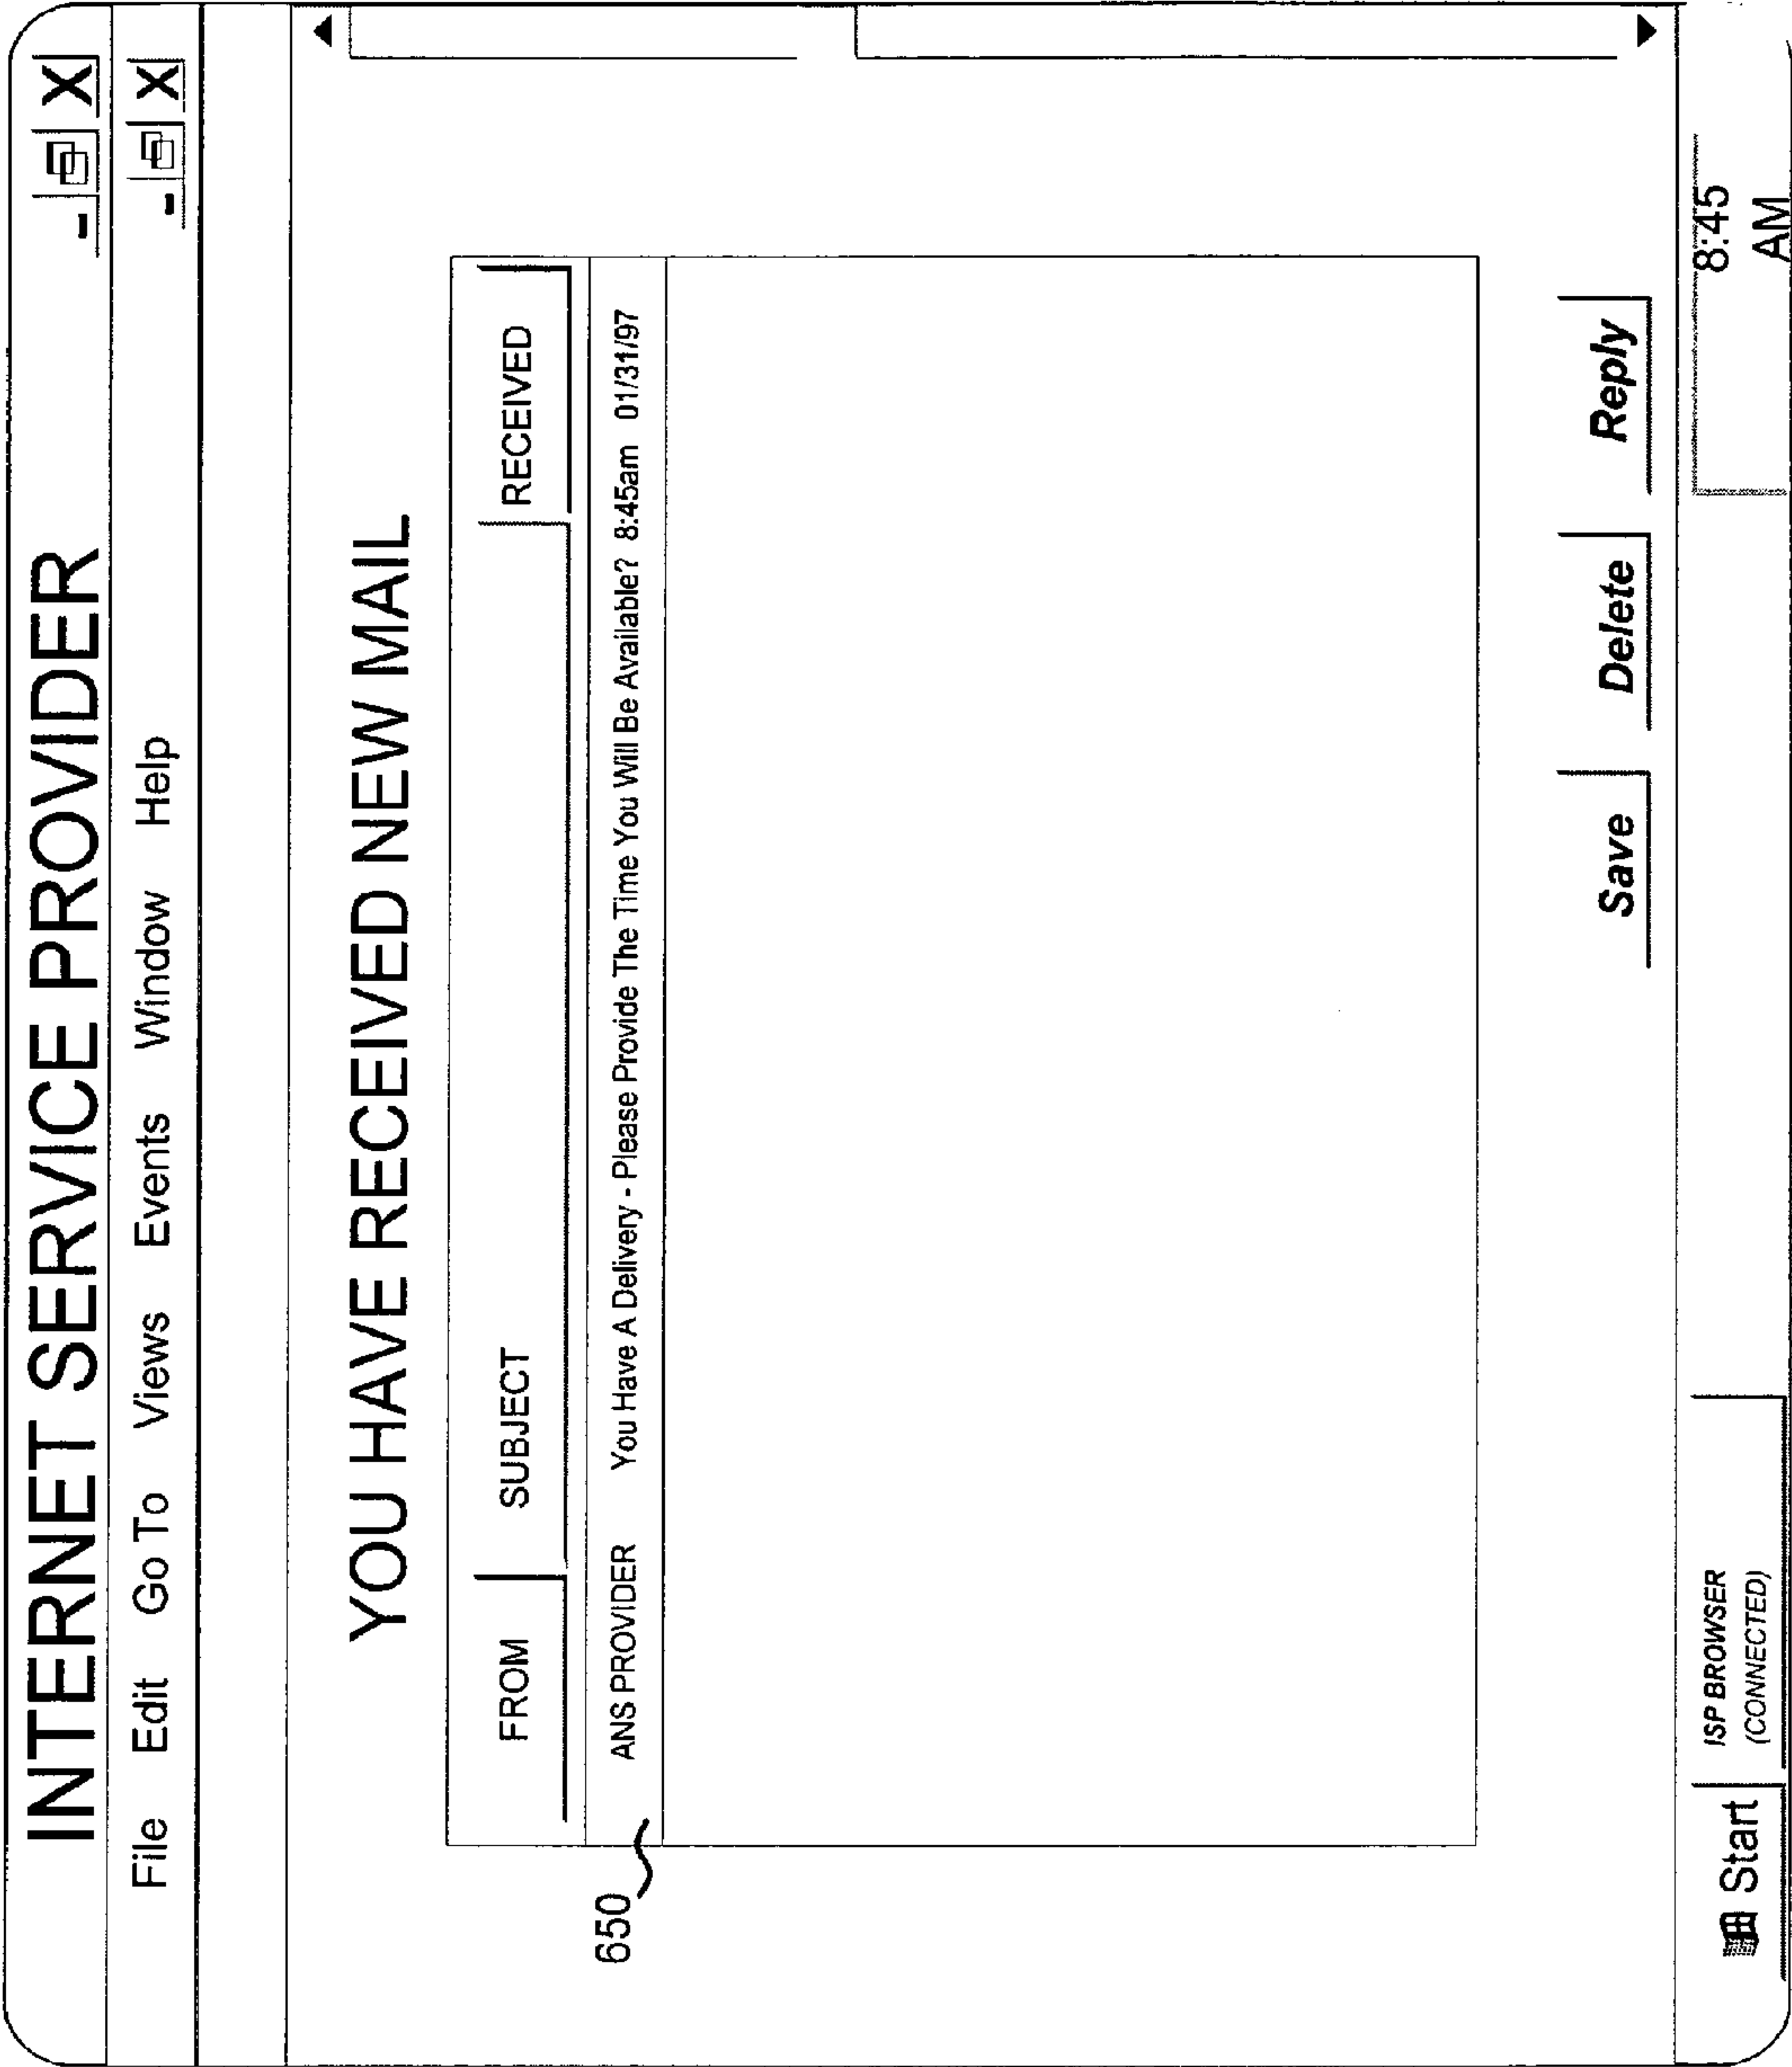 INTERNET SERVICE PROVIDER
File Edit Go To Views Events Window Help
YOU HAVE RECEIVED NEW MAIL
FROM SUBJECT RECEIVED
650 ANS PROVIDER You Have A Delivery - Please Provide The Time You Will Be Available? 8:45am 01/31/97
Save Delete Reply
Start ISP BROWSER 8:45
(CONNECTED) AM